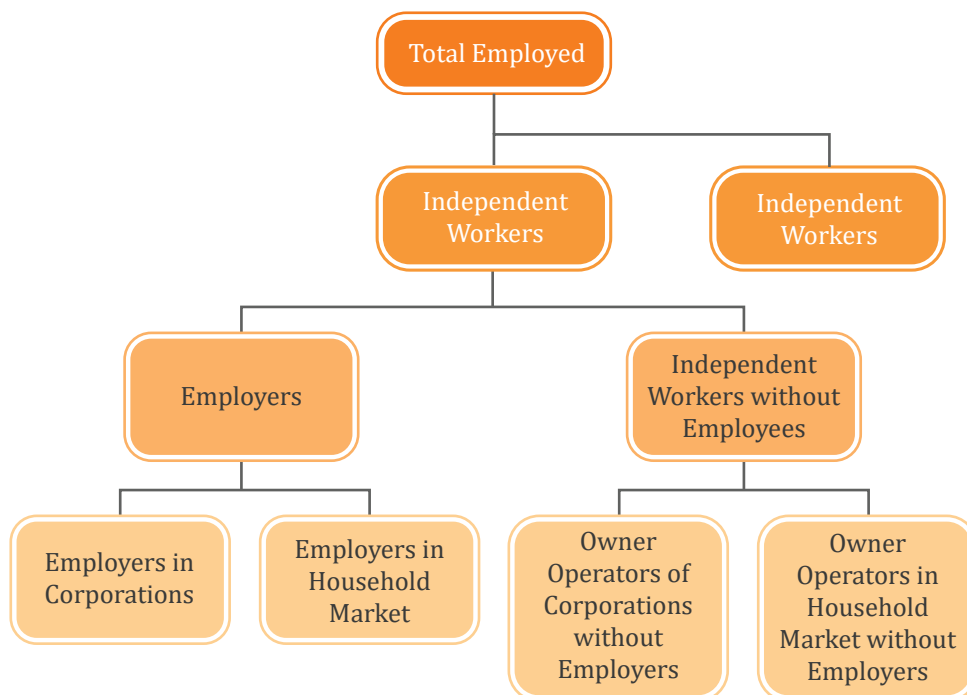 Total Employed
Independent
Workers
Independent
Workers
Employers
Independent
Workers without
Employees
Employers in
Corporations
Employers in
Household
Market
Owner
Operators of
Corporations
without
Employers
Owner
Operators in
Household
Market without
Employers